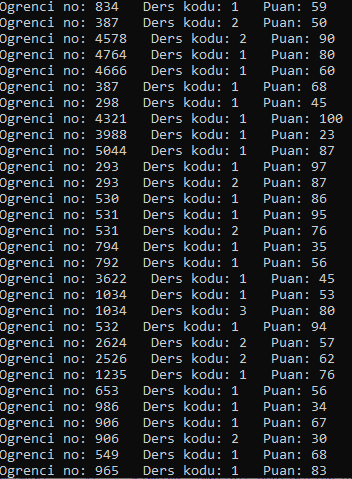 Ogrenci no: 834   Ders kodu: 1   Puan: 59
Ogrenci no: 387   Ders kodu: 2   Puan: 50
Ogrenci no: 4578   Ders kodu: 2   Puan: 90
Ogrenci no: 4764   Ders kodu: 1   Puan: 80
Ogrenci no: 4666   Ders kodu: 1   Puan: 60
Ogrenci no: 387   Ders kodu: 1   Puan: 68
Ogrenci no: 298   Ders kodu: 1   Puan: 45
Ogrenci no: 4321   Ders kodu: 1   Puan: 100
Ogrenci no: 3988   Ders kodu: 1   Puan: 23
Ogrenci no: 5044   Ders kodu: 1   Puan: 87
Ogrenci no: 293   Ders kodu: 1   Puan: 97
Ogrenci no: 293   Ders kodu: 2   Puan: 87
Ogrenci no: 530   Ders kodu: 1   Puan: 86
Ogrenci no: 531   Ders kodu: 1   Puan: 95
Ogrenci no: 531   Ders kodu: 2   Puan: 76
Ogrenci no: 794   Ders kodu: 1   Puan: 35
Ogrenci no: 792   Ders kodu: 1   Puan: 56
Ogrenci no: 3622   Ders kodu: 1   Puan: 45
Ogrenci no: 1034   Ders kodu: 1   Puan: 53
Ogrenci no: 1034   Ders kodu: 3   Puan: 80
Ogrenci no: 532   Ders kodu: 1   Puan: 94
Ogrenci no: 2624   Ders kodu: 2   Puan: 57
Ogrenci no: 2526   Ders kodu: 2   Puan: 62
Ogrenci no: 1235   Ders kodu: 1   Puan: 76
Ogrenci no: 653   Ders kodu: 1   Puan: 56
Ogrenci no: 986   Ders kodu: 1   Puan: 34
Ogrenci no: 906   Ders kodu: 1   Puan: 67
Ogrenci no: 906   Ders kodu: 2   Puan: 30
Ogrenci no: 549   Ders kodu: 1   Puan: 68
Ogrenci no: 965   Ders kodu: 1   Puan: 83